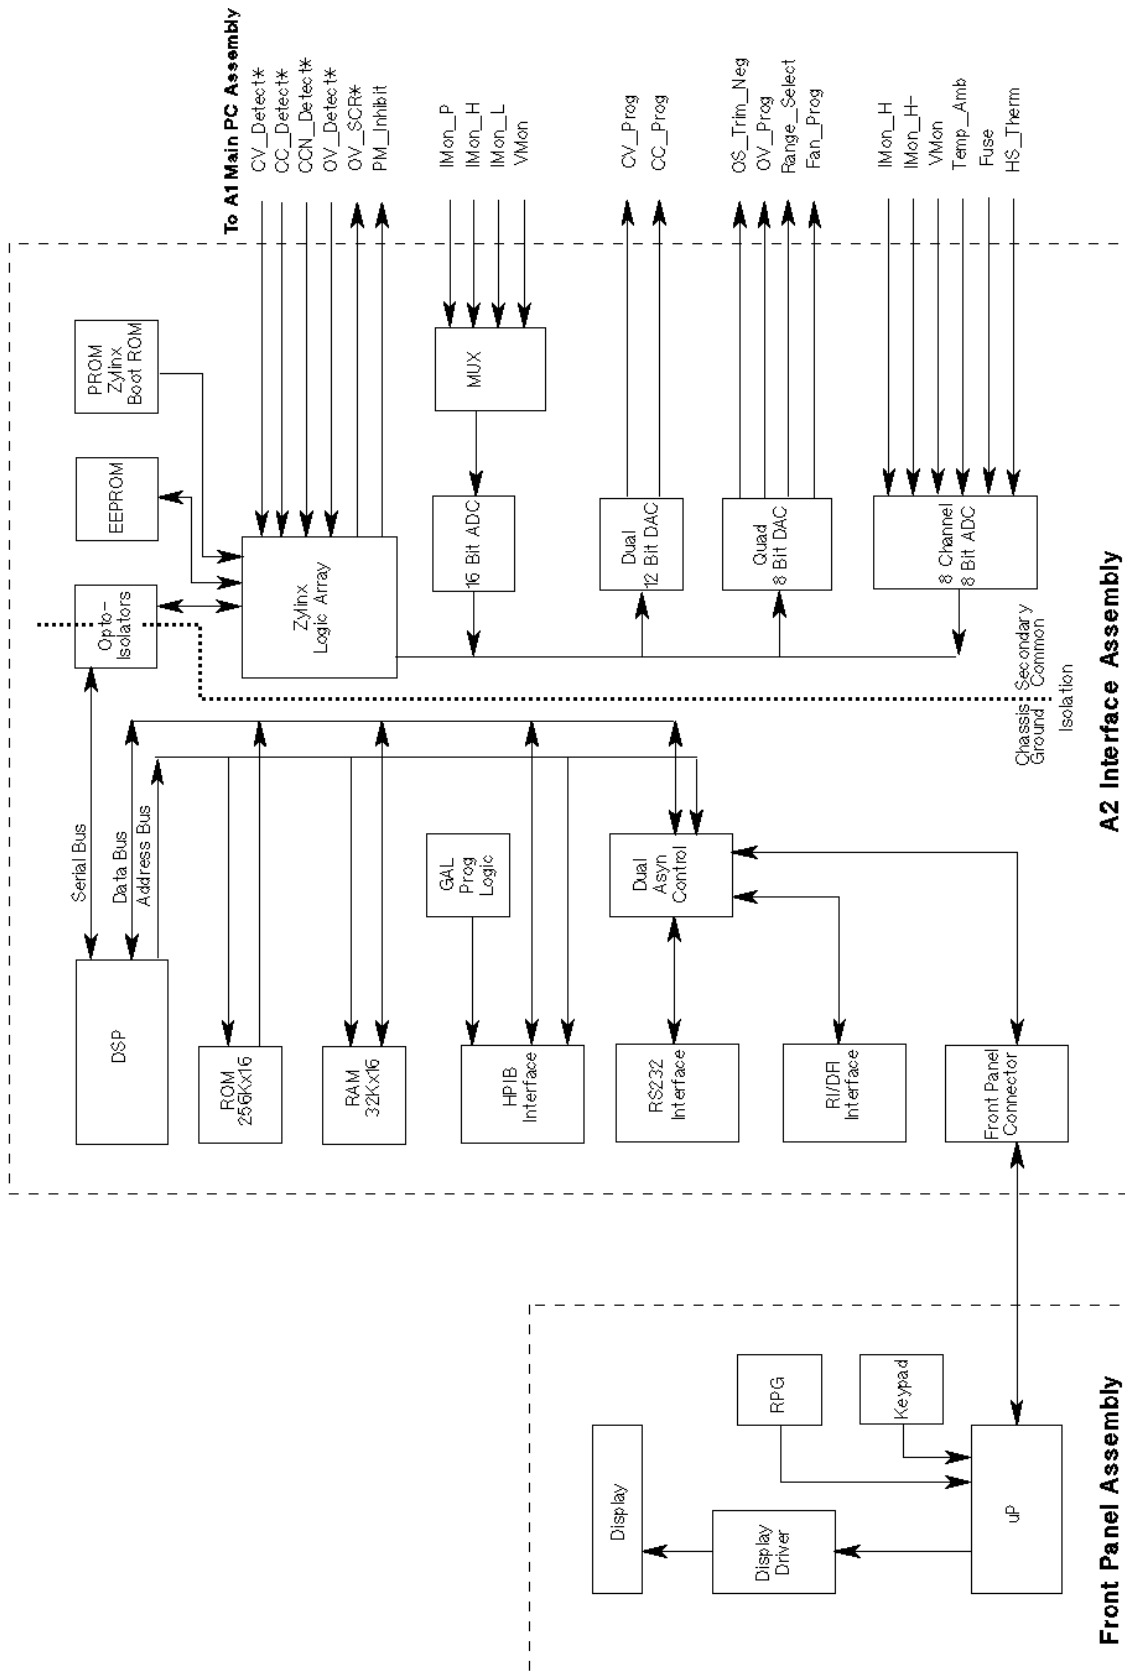 To A1 Main PC Assembly
CV_Detect*
CC_Detect*
CCN_Detect*
OV_Detect*
OV_SCR*
PM_Inhibit
IMon_P
IMon_H
IMon_L
VMon
CV_Prog
CC_Prog
OS_Trim_Neg
OV_Prog
Range_Select
Fan_Prog
IMon_H
IMon_H-
VMon
Temp_Amb
Fuse
HS_Therm
PROM
Zylinx
Boot ROM
EEPROM
Opto-
Isolators
Zylinx
Logic Array
MUX
16 Bit ADC
Dual
12 Bit DAC
Quad
8 Bit DAC
8 Channel
8 Bit ADC
Secondary
Common
Chassis
Ground
Isolation
A2 Interface Assembly
Serial Bus
Data Bus
Address Bus
DSP
ROM
256Kx16
RAM
32Kx16
GAL
Prog
Logic
HPIB
Interface
Dual
Asyn
Control
RS232
Interface
RI/DFI
Interface
Front Panel
Connector
Display
Display
Driver
RPG
Keypad
uP
Front Panel Assembly